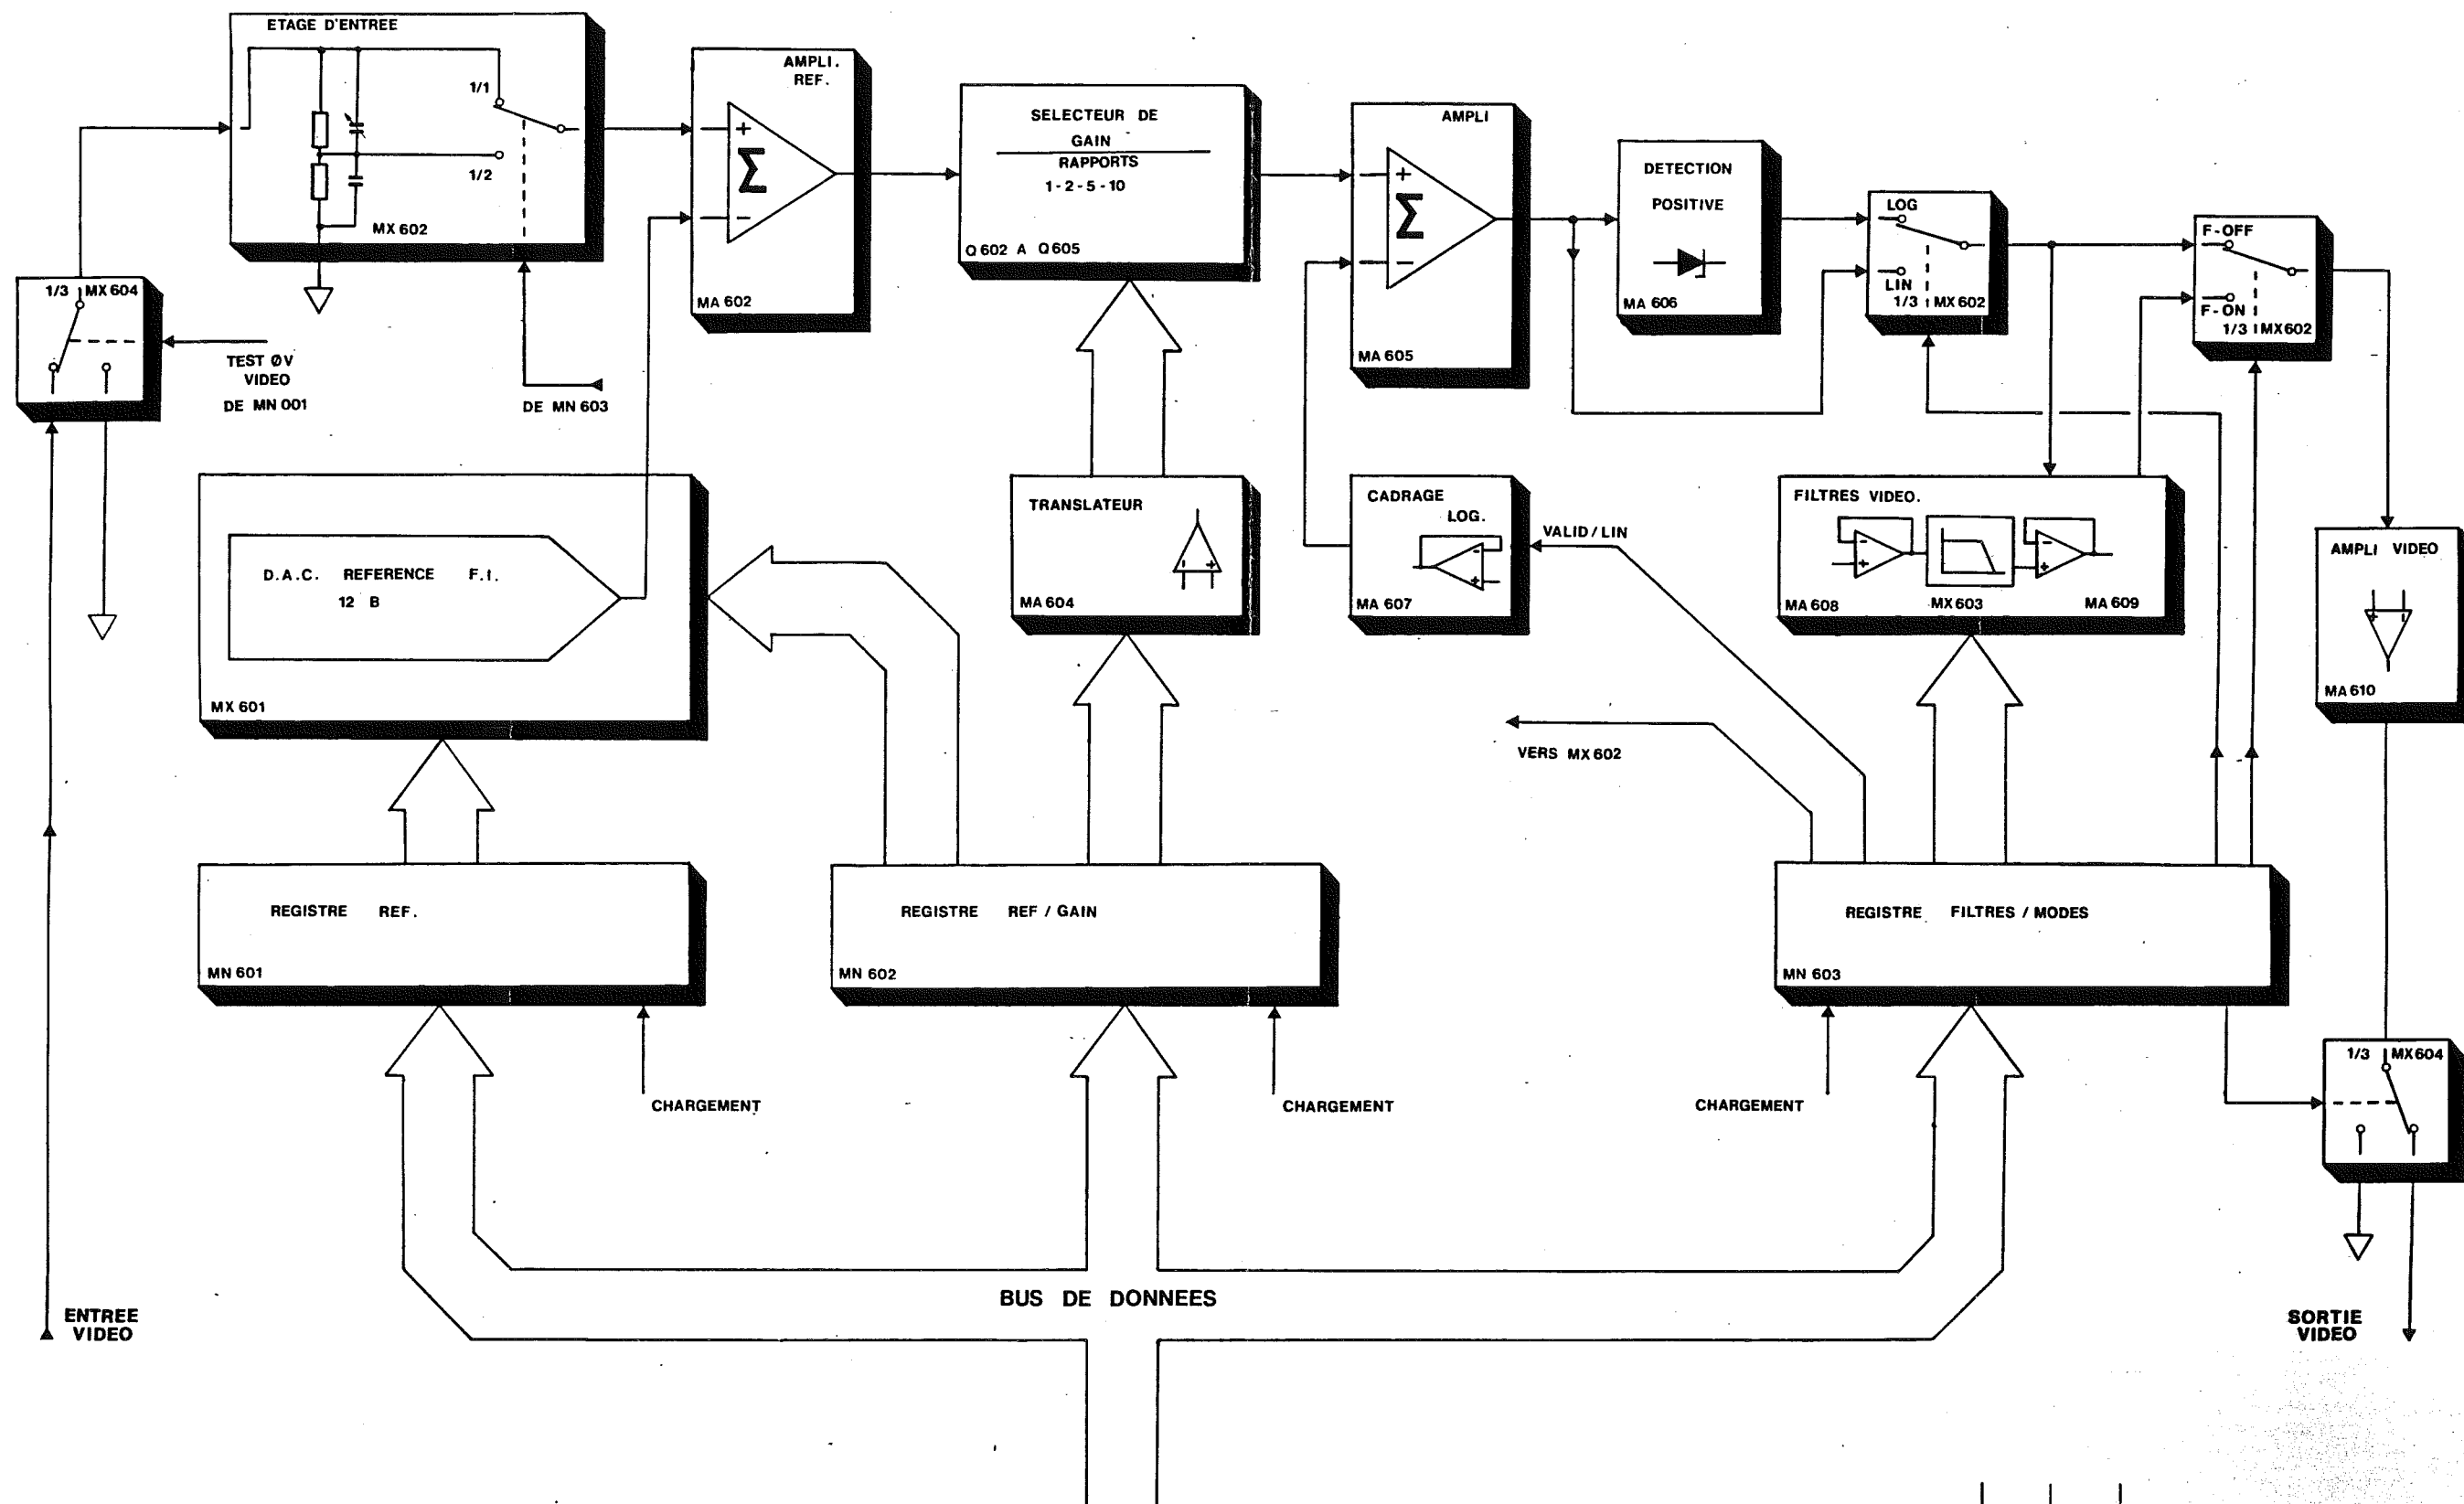 ETAGE D'ENTREE
1/1
1/2
MX 602
AMPLI.
REF.
+
Σ
−
MA 602
SELECTEUR DE
GAIN
RAPPORTS
1 - 2 - 5 - 10
Q 602 A Q 605
AMPLI
+
Σ
−
MA 605
DETECTION
POSITIVE
MA 606
LOG
LIN
1/3 MX 602
F-OFF
F-ON
1/3 MX 602
1/3 MX 604
TEST ØV
VIDEO
DE MN 001
DE MN 603
D.A.C. REFERENCE F.I.
12 B
MX 601
TRANSLATEUR
- +
MA 604
CADRAGE
LOG.
-
+
MA 607
VALID / LIN
FILTRES VIDEO.
- -
+ +
MA 608 MX 603 MA 609
AMPLI VIDEO
+ -
MA 610
VERS MX 602
REGISTRE REF.
MN 601
REGISTRE REF / GAIN
MN 602
REGISTRE FILTRES / MODES
MN 603
CHARGEMENT
CHARGEMENT
CHARGEMENT
1/3 MX 604
BUS DE DONNEES
ENTREE
VIDEO
SORTIE
VIDEO